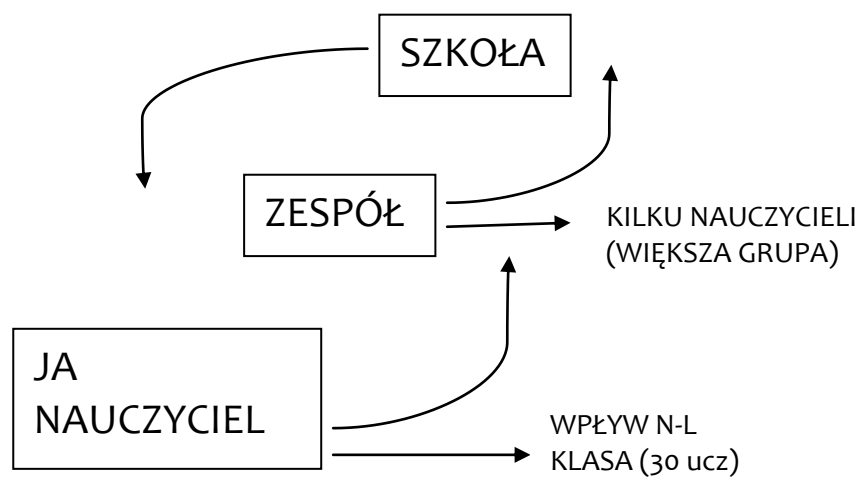 SZKOŁA
ZESPÓŁ
KILKU NAUCZYCIELI
(WIĘKSZA GRUPA)
JA
NAUCZYCIEL
WPŁYW N-L
KLASA (30 ucz)